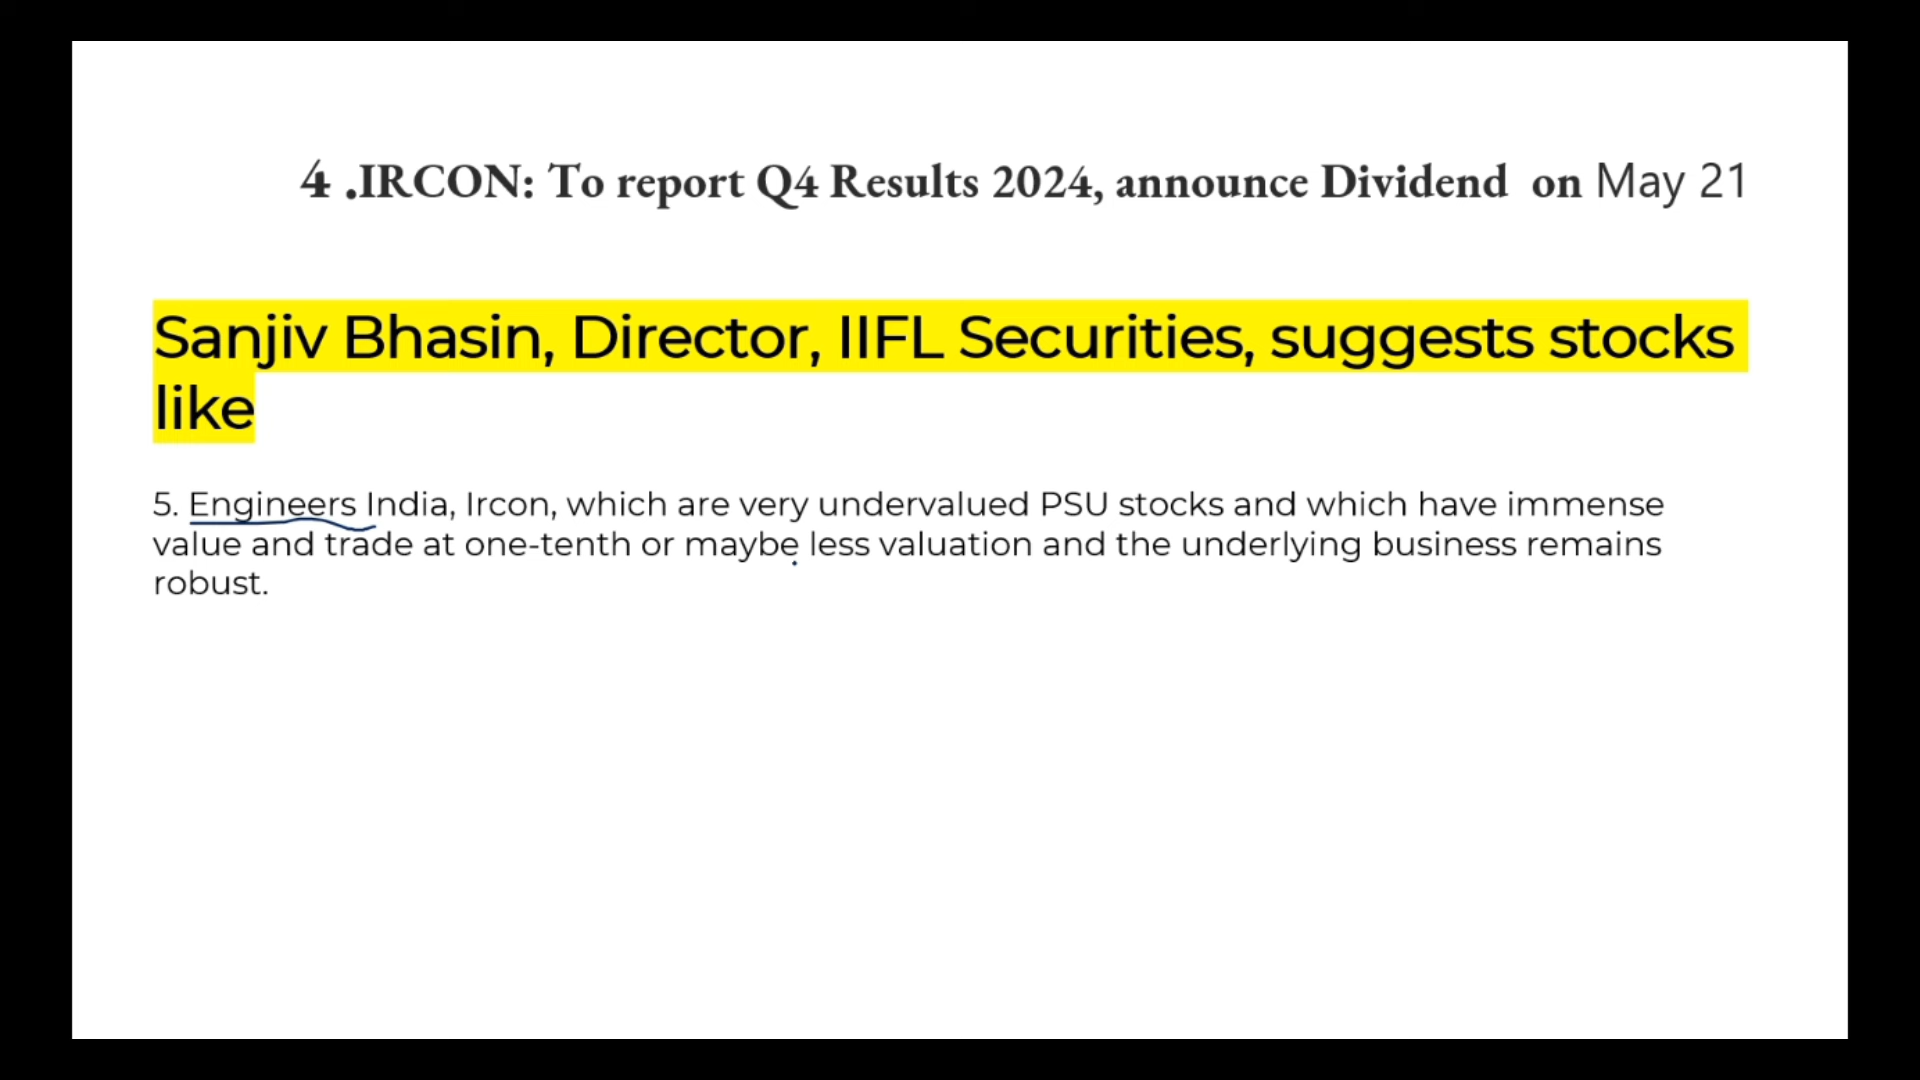 4 .IRCON: To report Q4 Results 2024, announce Dividend on May 21
Sanjiv Bhasin, Director, IIFL Securities, suggests stocks
like
5. Engineers India, Ircon, which are very undervalued PSU stocks and which have immense
value and trade at one-tenth or maybe less valuation and the underlying business remains
robust.